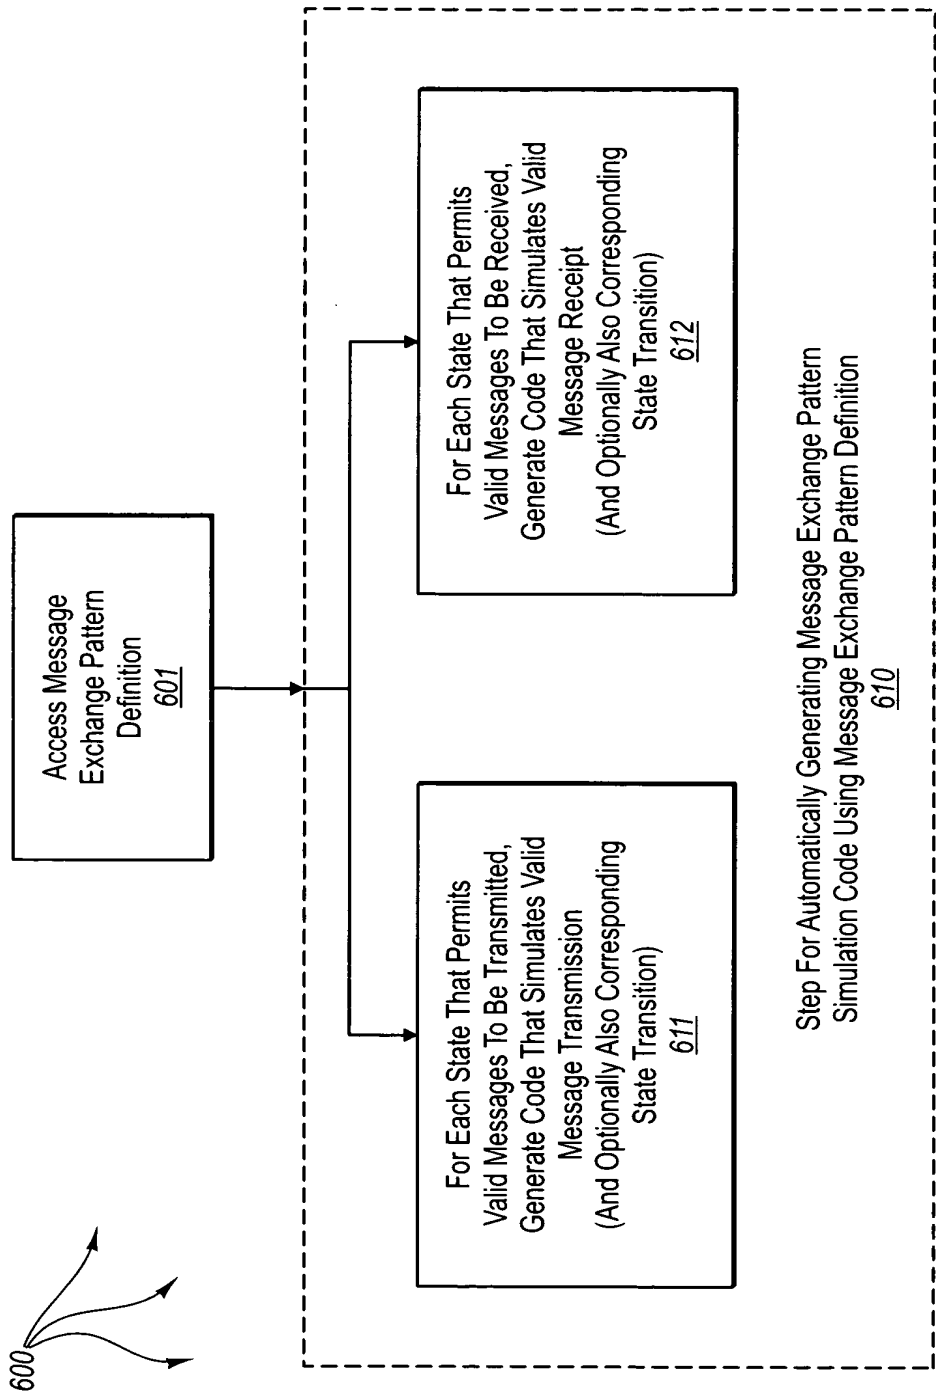 600
Access Message
Exchange Pattern
Definition
601
For Each State That Permits
Valid Messages To Be Transmitted,
Generate Code That Simulates Valid
Message Transmission
(And Optionally Also Corresponding
State Transition)
611
For Each State That Permits
Valid Messages To Be Received,
Generate Code That Simulates Valid
Message Receipt
(And Optionally Also Corresponding
State Transition)
612
Step For Automatically Generating Message Exchange Pattern
Simulation Code Using Message Exchange Pattern Definition
610